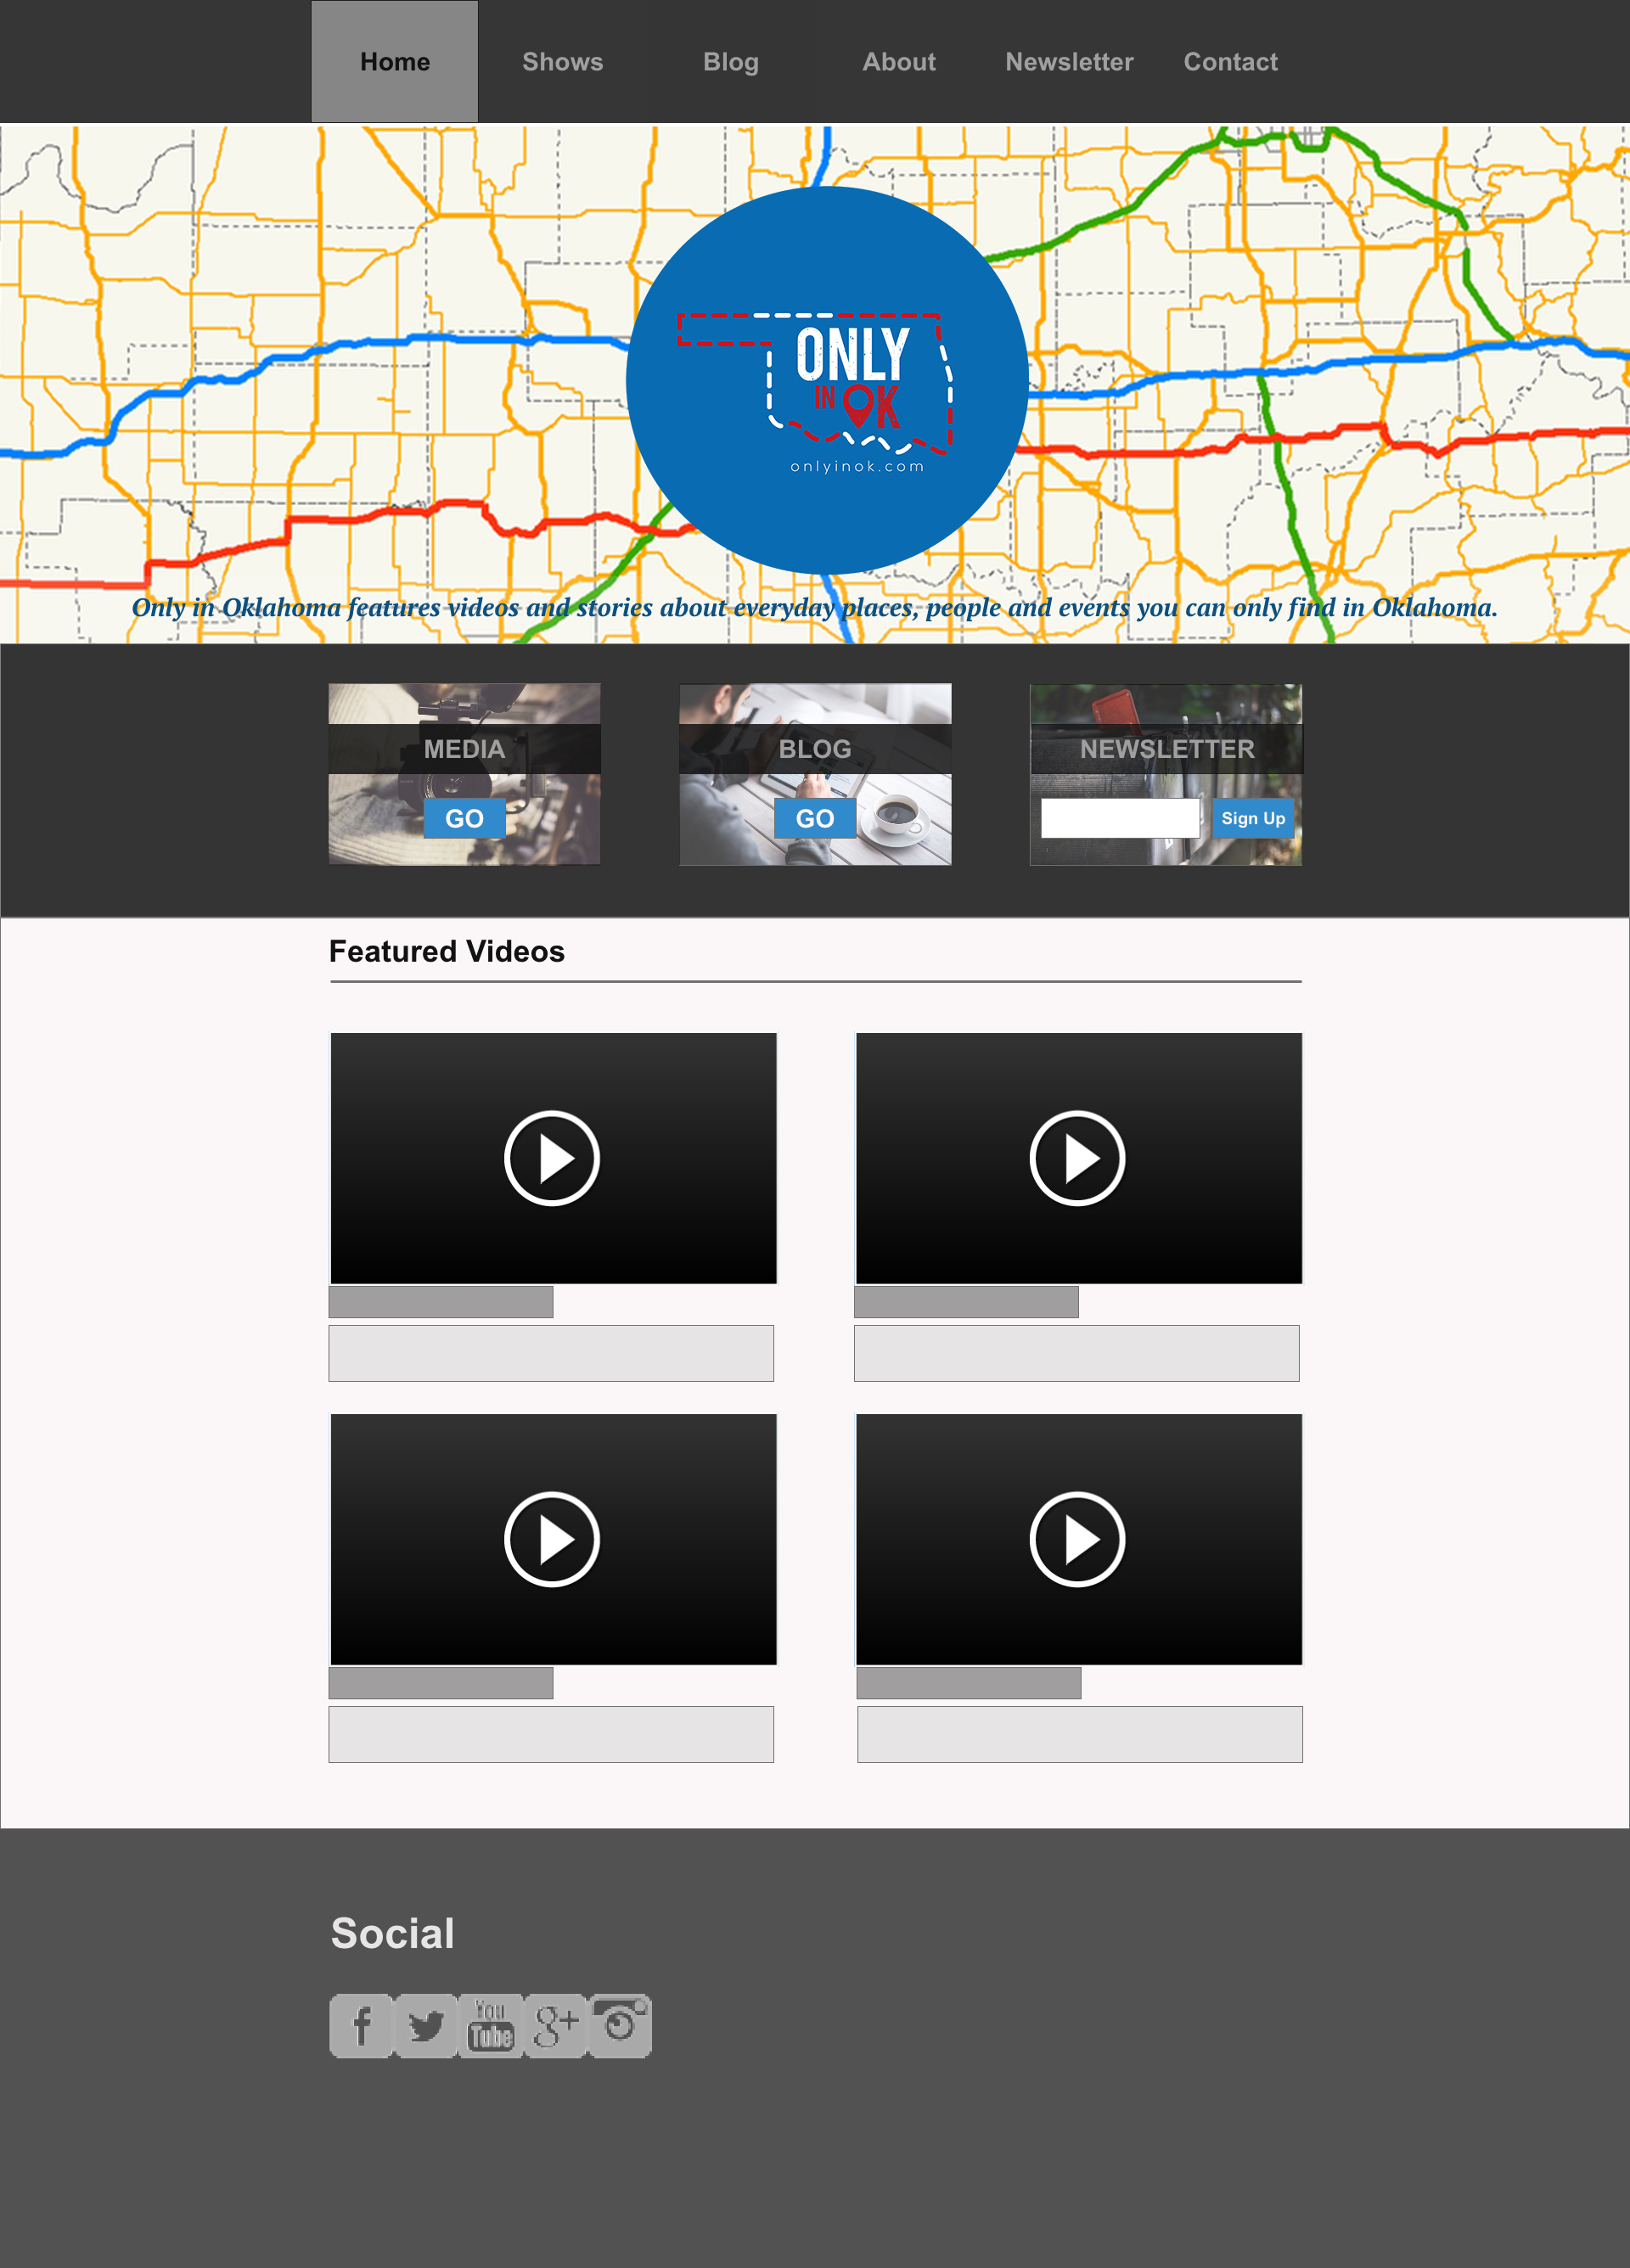 Home Shows Blog About Newsletter Contact
ONLY
IN OK
onlyinok.com
Only in Oklahoma features videos and stories about everyday places, people and events you can only find in Oklahoma.
MEDIA BLOG NEWSLETTER
GO GO Sign Up
Featured Videos
Social
f You Tube g+